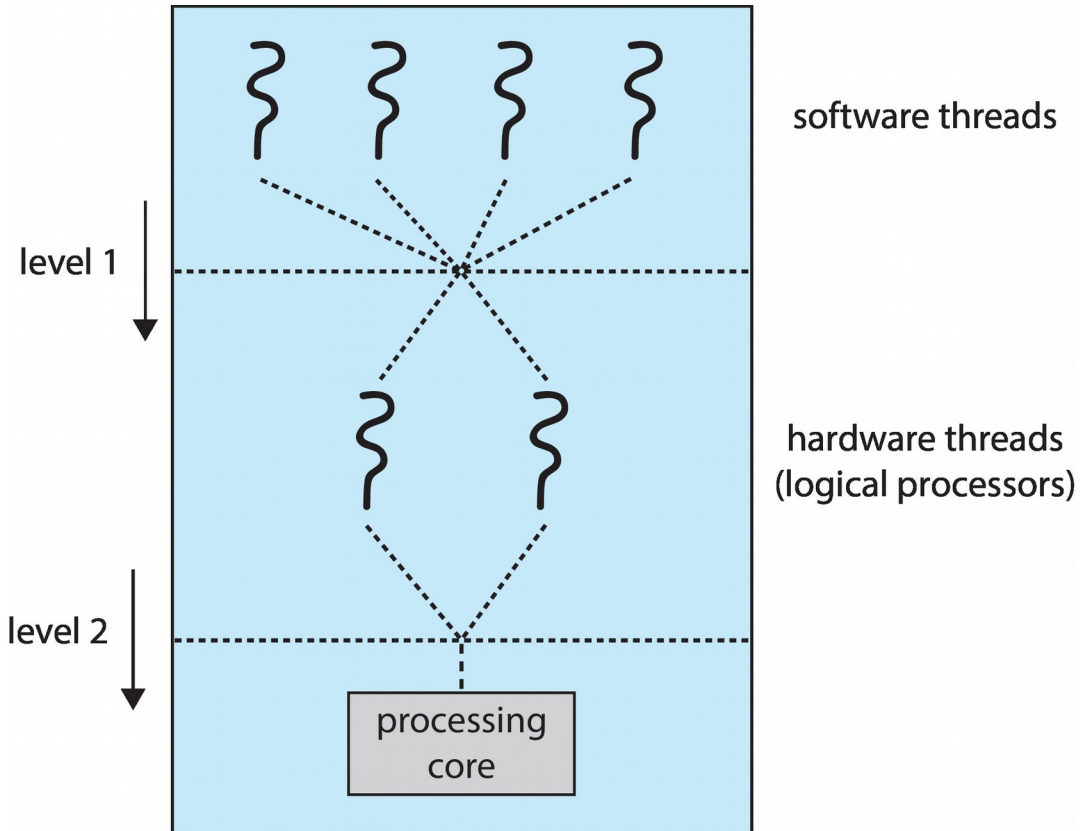 software threads
level 1
hardware threads
(logical processors)
level 2
processing
core